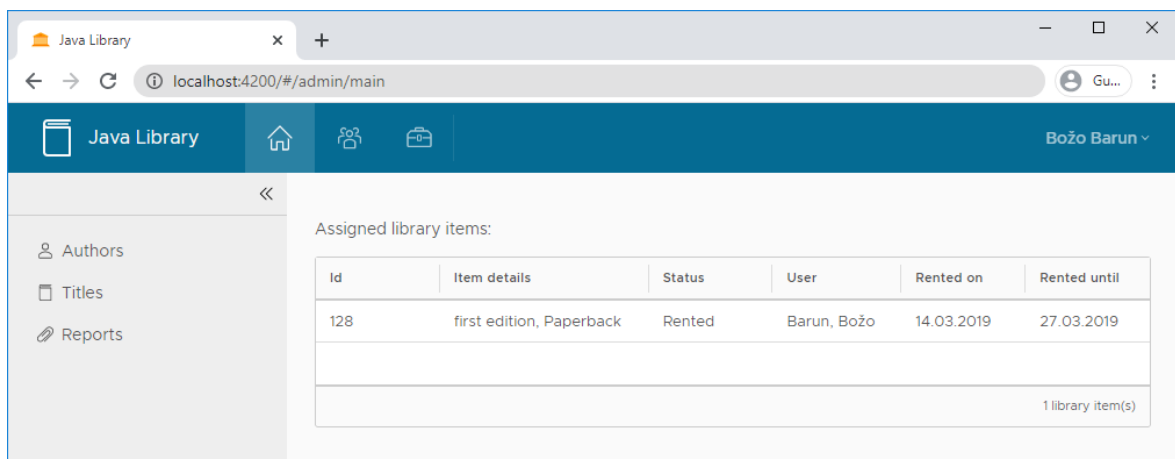 Java Library
localhost:4200/#/admin/main
Gu...
Java Library
Božo Barun
Assigned library items:
Authors
Titles
Reports
Id Item details Status User Rented on Rented until
128 first edition, Paperback Rented Barun, Božo 14.03.2019 27.03.2019
1 library item(s)